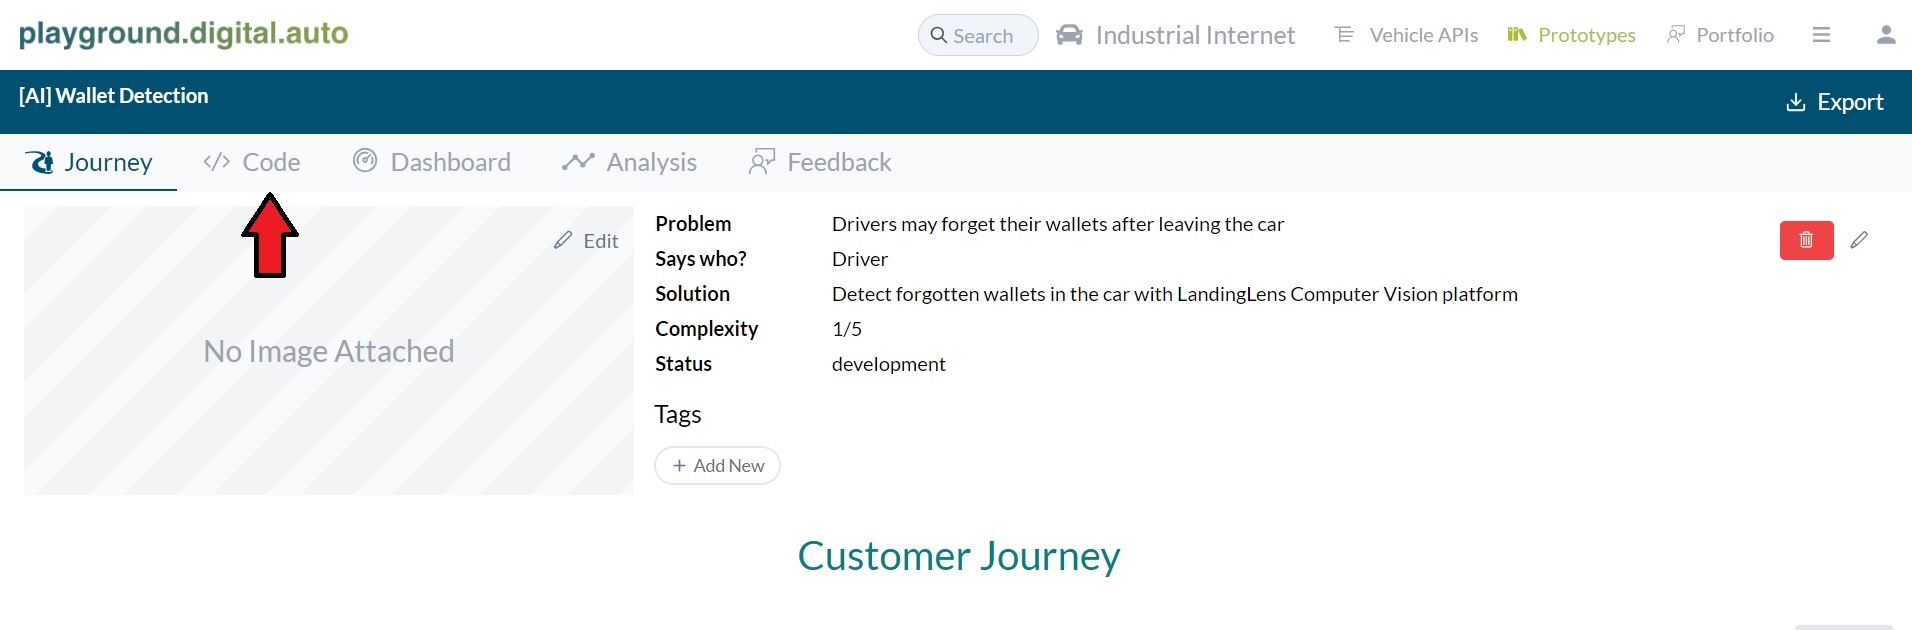 playground.digital.auto
Search Industrial Internet Vehicle APIs Prototypes Portfolio
[AI] Wallet Detection
Export
Journey </> Code Dashboard Analysis Feedback
Edit
No Image Attached
Problem Drivers may forget their wallets after leaving the car
Says who? Driver
Solution Detect forgotten wallets in the car with LandingLens Computer Vision platform
Complexity 1/5
Status development
Tags
+ Add New
Customer Journey